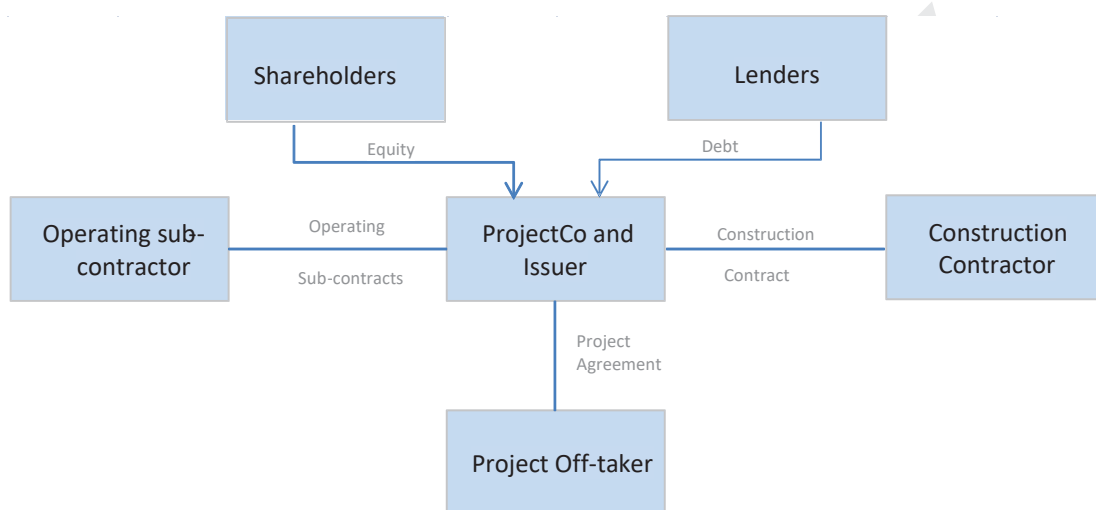 Shareholders
Lenders
Equity
Debt
Operating sub-
contractor
Operating
Sub-contracts
ProjectCo and
Issuer
Construction
Contract
Construction
Contractor
Project
Agreement
Project Off-taker